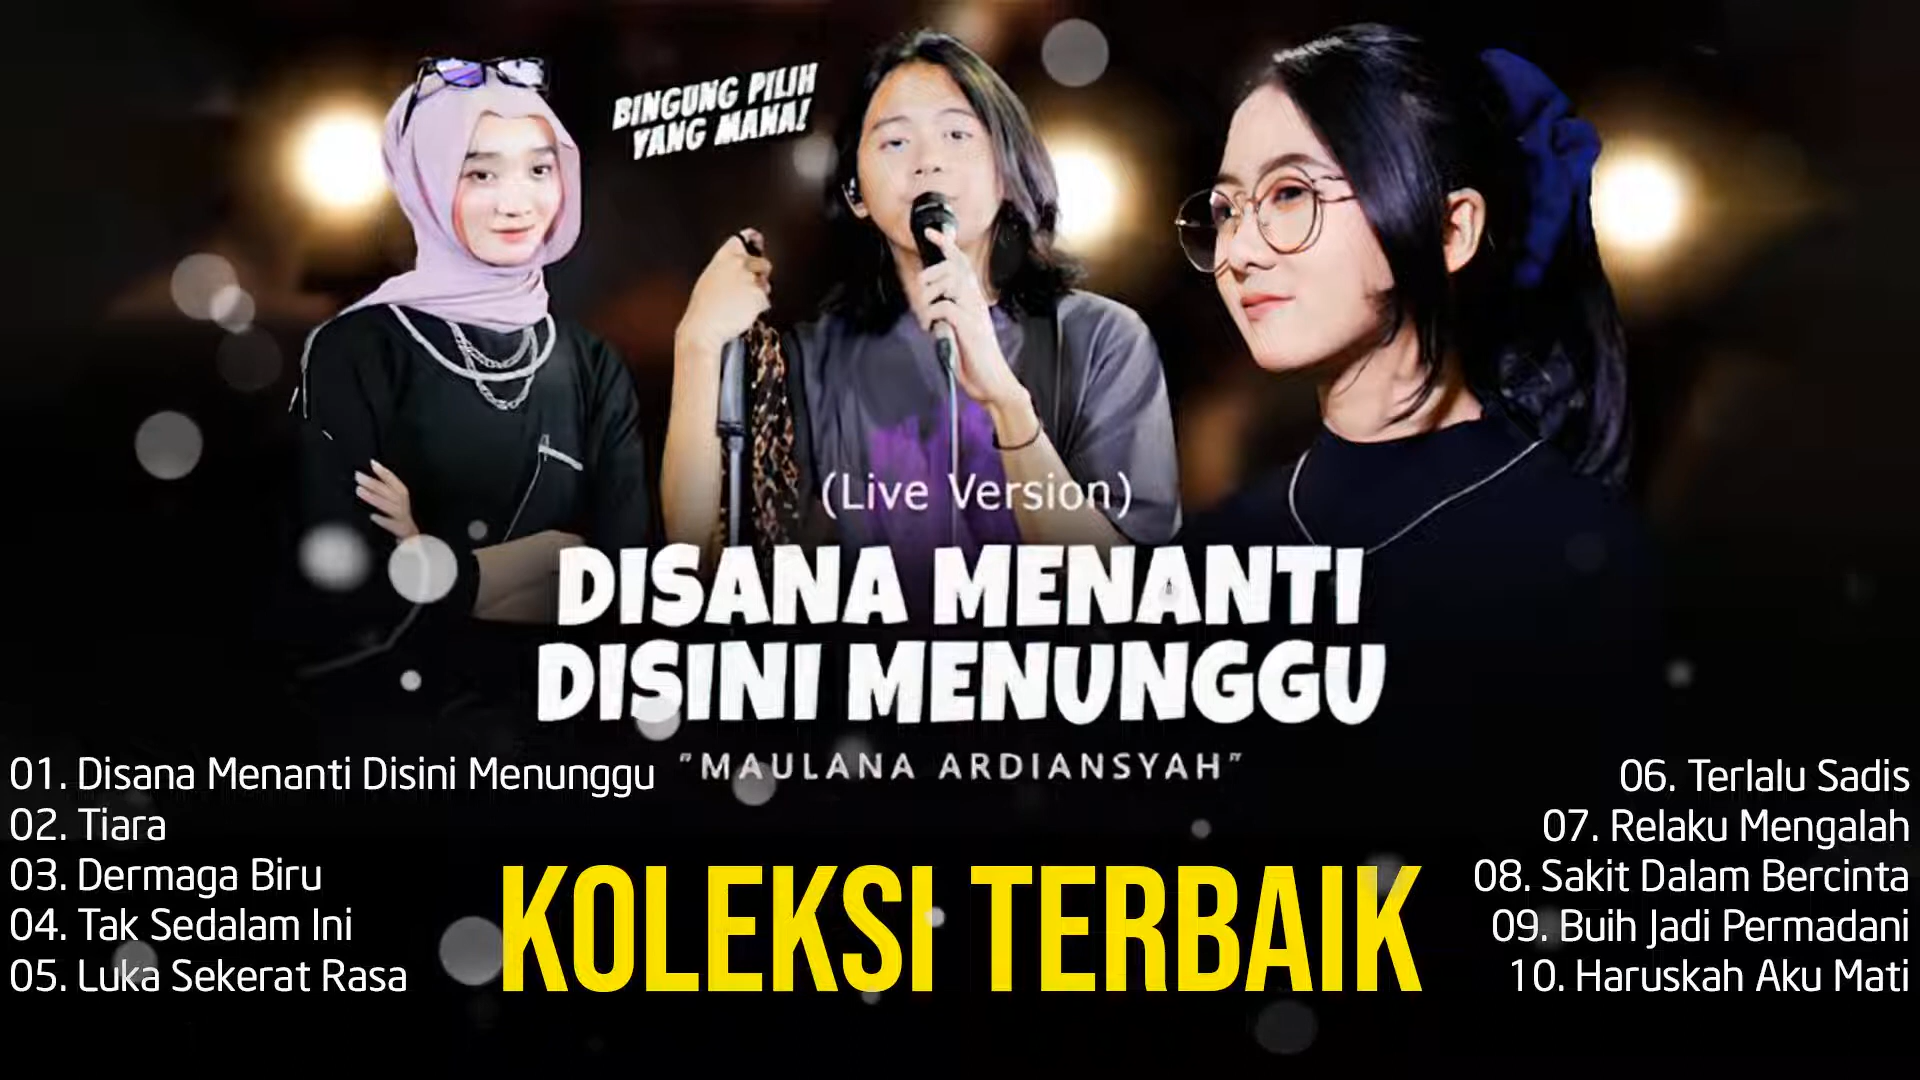 BINGUNG PILIH
YANG MANA!
(Live Version)
DISANA MENANTI
DISINI MENUNGGU
"MAULANA ARDIANSYAH"
01. Disana Menanti Disini Menunggu
02. Tiara
03. Dermaga Biru
04. Tak Sedalam Ini
05. Luka Sekerat Rasa
KOLEKSI TERBAIK
06. Terlalu Sadis
07. Relaku Mengalah
08. Sakit Dalam Bercinta
09. Buih Jadi Permadani
10. Haruskah Aku Mati